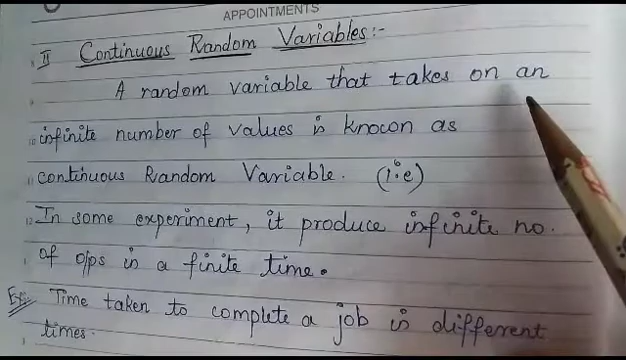 APPOINTMENTS
II Continuous Random Variables:-
A random variable that takes on an
infinite number of values is known as
continuous Random Variable. (i.e)
In some experiment, it produce infinite no.
of o/ps in a finite time.
Ex: Time taken to complete a job is different
times.